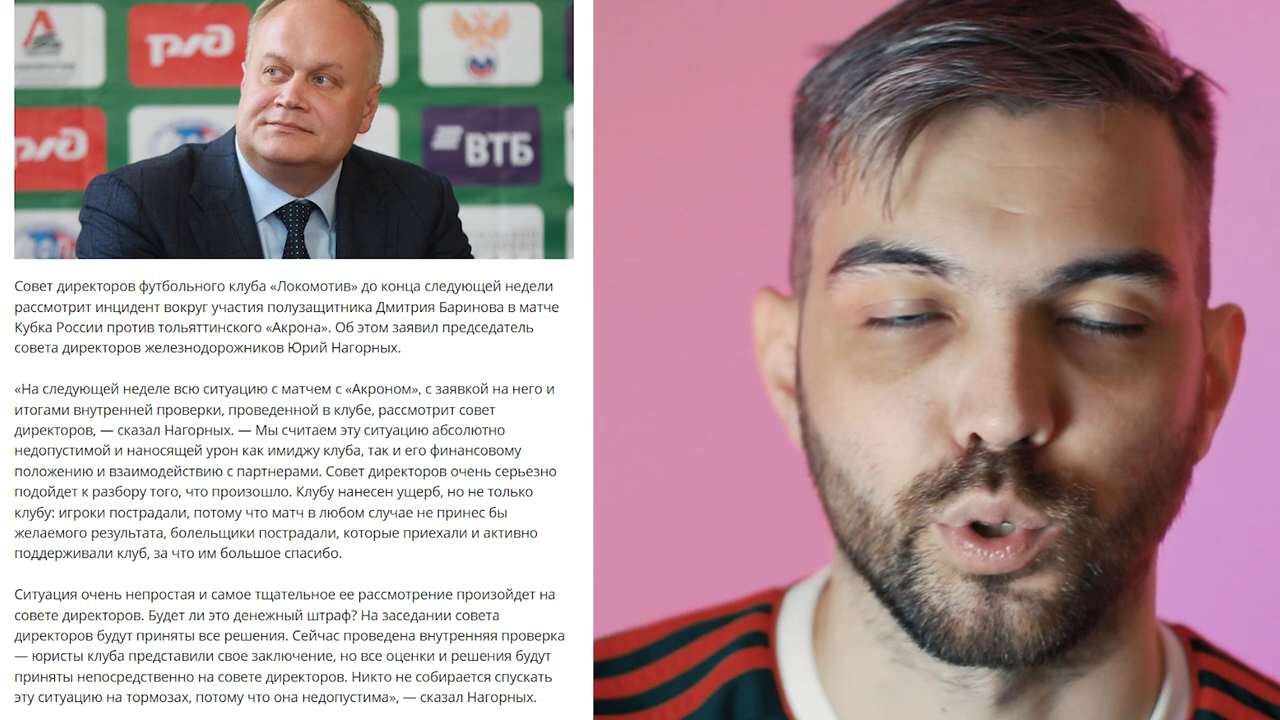 ВТБ
Совет директоров футбольного клуба «Локомотив» до конца следующей недели
рассмотрит инцидент вокруг участия полузащитника Дмитрия Баринова в матче
Кубка России против тольяттинского «Акрона». Об этом заявил председатель
совета директоров железнодорожников Юрий Нагорных.
«На следующей неделе всю ситуацию с матчем с «Акроном», с заявкой на него и
итогами внутренней проверки, проведенной в клубе, рассмотрит совет
директоров, — сказал Нагорных. — Мы считаем эту ситуацию абсолютно
недопустимой и наносящей урон как имиджу клуба, так и его финансовому
положению и взаимодействию с партнерами. Совет директоров очень серьезно
подойдет к разбору того, что произошло. Клубу нанесен ущерб, но не только
клубу: игроки пострадали, потому что матч в любом случае не принес бы
желаемого результата, болельщики пострадали, которые приехали и активно
поддерживали клуб, за что им большое спасибо.
Ситуация очень непростая и самое тщательное ее рассмотрение произойдет на
совете директоров. Будет ли это денежный штраф? На заседании совета
директоров будут приняты все решения. Сейчас проведена внутренняя проверка
— юристы клуба представили свое заключение, но все оценки и решения будут
приняты непосредственно на совете директоров. Никто не собирается спускать
эту ситуацию на тормозах, потому что она недопустима», — сказал Нагорных.